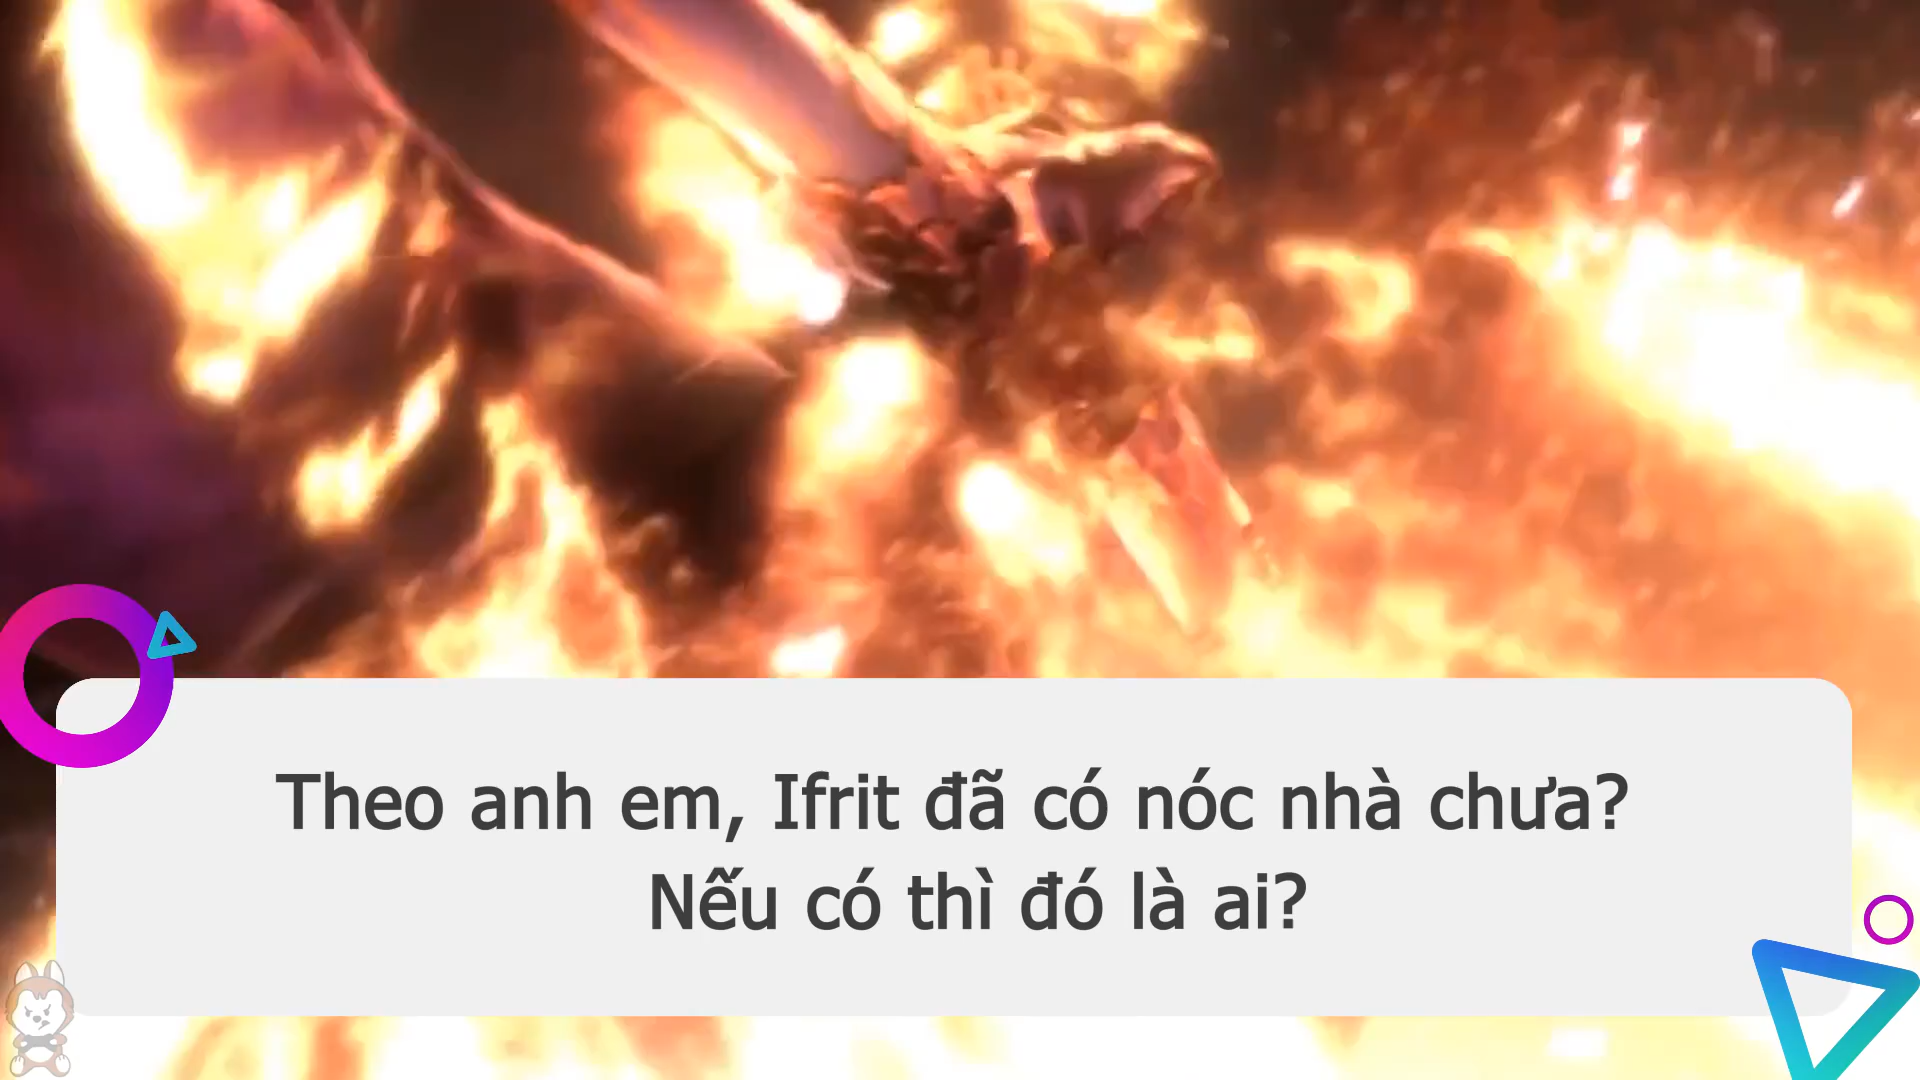 Theo anh em, Ifrit đã có nóc nhà chưa?
Nếu có thì đó là ai?